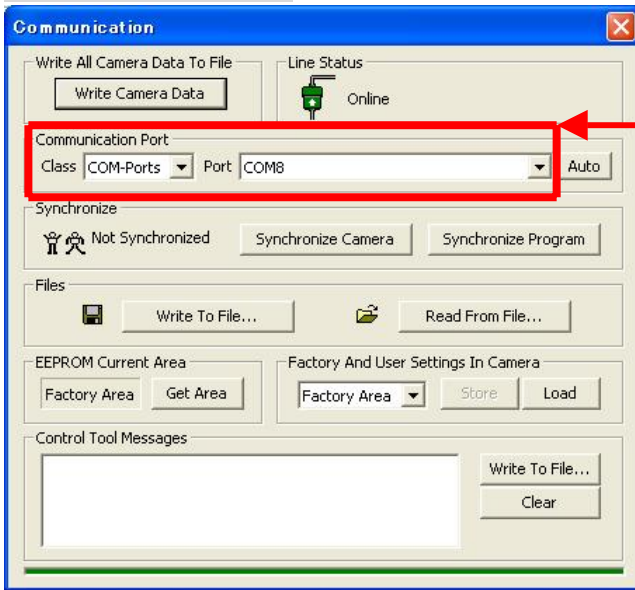 Communication
Write All Camera Data To File
Line Status
Write Camera Data
Online
Communication Port
Class COM-Ports Port COM8 Auto
Synchronize
Not Synchronized Synchronize Camera Synchronize Program
Files
Write To File... Read From File...
EEPROM Current Area
Factory And User Settings In Camera
Factory Area Get Area Factory Area Store Load
Control Tool Messages
Write To File...
Clear